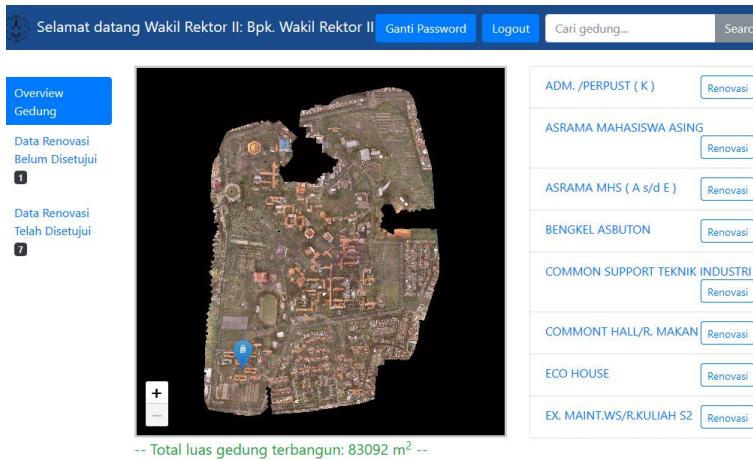 Selamat datang Wakil Rektor II: Bpk. Wakil Rektor II
Ganti Password
Logout
Cari gedung...
Searc
Overview
Gedung
Data Renovasi
Belum Disetujui
1
Data Renovasi
Telah Disetujui
7
+
−
-- Total luas gedung terbangun: 83092 m² --
ADM. /PERPUST ( K )
Renovasi
ASRAMA MAHASISWA ASING
Renovasi
ASRAMA MHS ( A s/d E )
Renovasi
BENGKEL ASBUTON
Renovasi
COMMON SUPPORT TEKNIK INDUSTRI
Renovasi
COMMONT HALL/R. MAKAN
Renovasi
ECO HOUSE
Renovasi
EX. MAINT.WS/R.KULIAH S2
Renovasi